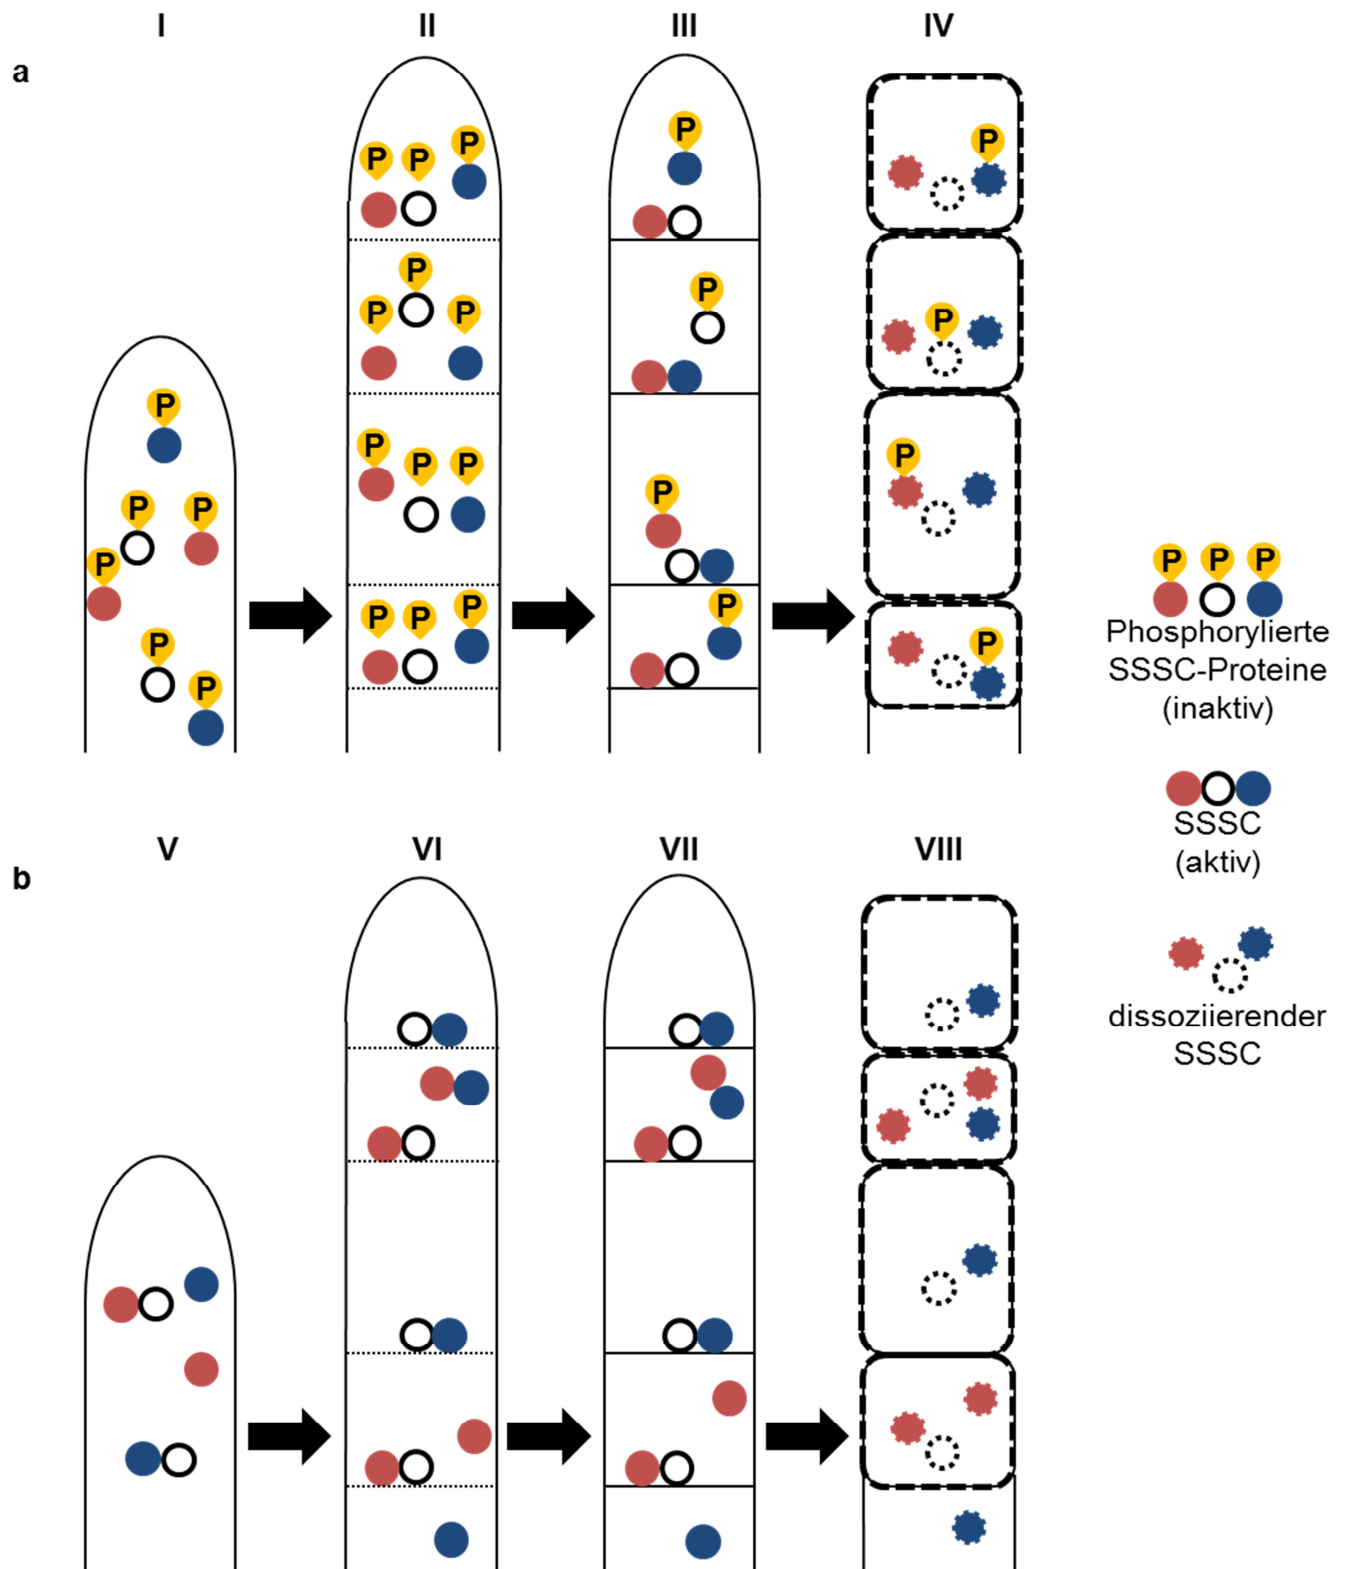 I II III IV
a
P
P P P
P
P P
P
P
P
P P
P
P
P
P
P P
P P P
P
P
P P
P
P P P
Phosphorylierte
SSSC-Proteine
(inaktiv)
SSSC
(aktiv)
V VI VII VIII
b
dissoziierender
SSSC